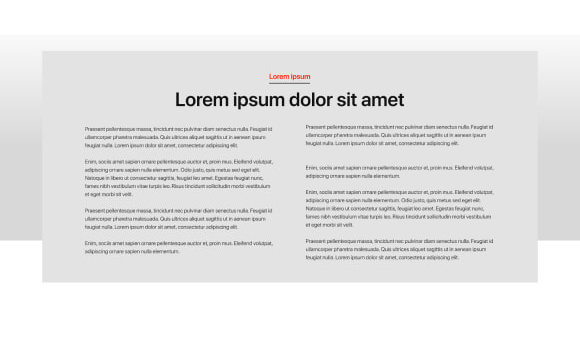 Lorem ipsum
Lorem ipsum dolor sit amet
Praesent pellentesque massa, tincidunt nec pulvinar diam senectus nulla. Feugiat id
ullamcorper pharetra malesuada. Quis ultrices aliquet sagittis ut in aenean ipsum
feugiat. Lorem ipsum dolor sit amet, consectetur adipiscing elit.
Enim, sociis amet sapien ornare pellentesque auctor et, proin mus. Eleifend volutpat,
adipiscing ornare sapien nulla elementum. Odio justo, quis metus sed eget elit.
Natoque in libero ut consectetur sagittis, feugiat leo amet. Egestas feugiat nunc,
fames nibh vestibulum vitae turpis leo. Risus tincidunt sollicitudin morbi vestibulum
et eget morbi sit velit.
Praesent pellentesque massa, tincidunt nec pulvinar diam senectus nulla. Feugiat id
ullamcorper pharetra malesuada. Quis ultrices aliquet sagittis ut in aenean ipsum
feugiat. Lorem ipsum dolor sit amet, consectetur adipiscing elit.
Enim, sociis amet sapien ornare pellentesque auctor et, proin mus. Eleifend volutpat,
adipiscing ornare sapien nulla elementum.
Praesent pellentesque massa, tincidunt nec pulvinar diam senectus nulla. Feugiat id
ullamcorper pharetra malesuada. Quis ultrices aliquet sagittis ut in aenean ipsum
feugiat. Lorem ipsum dolor sit amet, consectetur adipiscing elit.
Enim, sociis amet sapien ornare pellentesque auctor et, proin mus. Eleifend volutpat,
adipiscing ornare sapien nulla elementum.
Enim, sociis amet sapien ornare pellentesque auctor et, proin mus. Eleifend volutpat,
adipiscing ornare sapien nulla elementum. Odio justo, quis metus sed eget elit.
Natoque in libero ut consectetur sagittis, feugiat leo amet. Egestas feugiat nunc,
fames nibh vestibulum vitae turpis leo. Risus tincidunt sollicitudin morbi vestibulum
et eget morbi sit velit.
Praesent pellentesque massa, tincidunt nec pulvinar diam senectus nulla. Feugiat id
ullamcorper pharetra malesuada. Quis ultrices aliquet sagittis ut in aenean ipsum
feugiat. Lorem ipsum dolor sit amet, consectetur adipiscing elit.